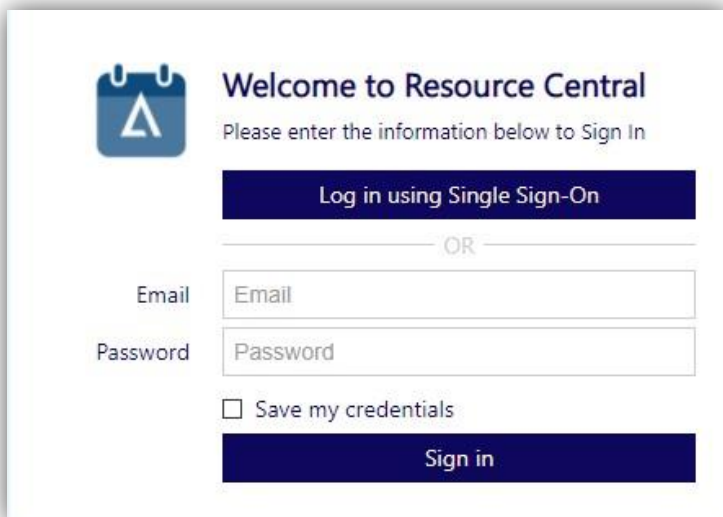 Welcome to Resource Central
Please enter the information below to Sign In
Log in using Single Sign-On
OR
Email Email
Password Password
Save my credentials
Sign in